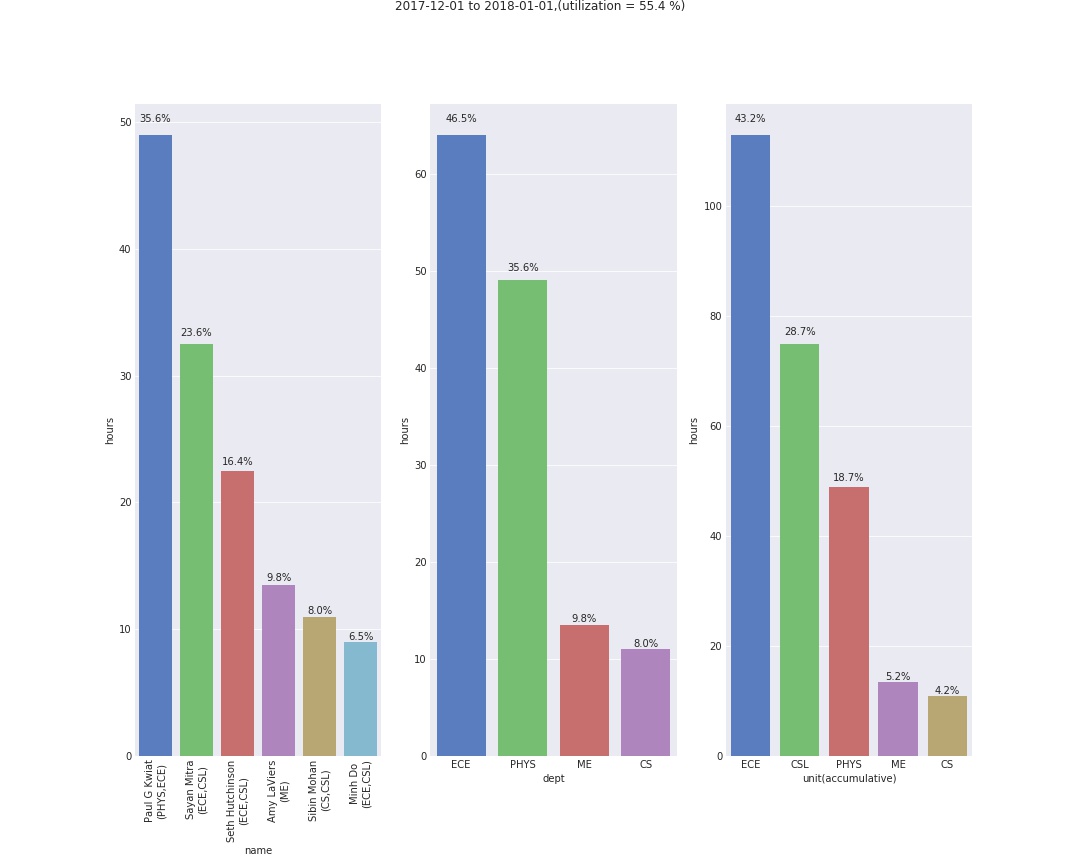 2017-12-01 to 2018-01-01,(utilization = 55.4 %)
50
40
30
20
10
0
hours
35.6%
23.6%
16.4%
9.8%
8.0%
6.5%
Paul G Kwiat
(PHYS,ECE)
Sayan Mitra
(ECE,CSL)
Seth Hutchinson
(ECE,CSL)
Amy LaViers
(ME)
Sibin Mohan
(CS,CSL)
Minh Do
(ECE,CSL)
name
60
50
40
30
20
10
0
hours
46.5%
35.6%
9.8%
8.0%
ECE
PHYS
ME
CS
dept
100
80
60
40
20
0
hours
43.2%
28.7%
18.7%
5.2%
4.2%
ECE
CSL
PHYS
ME
CS
unit(accumulative)